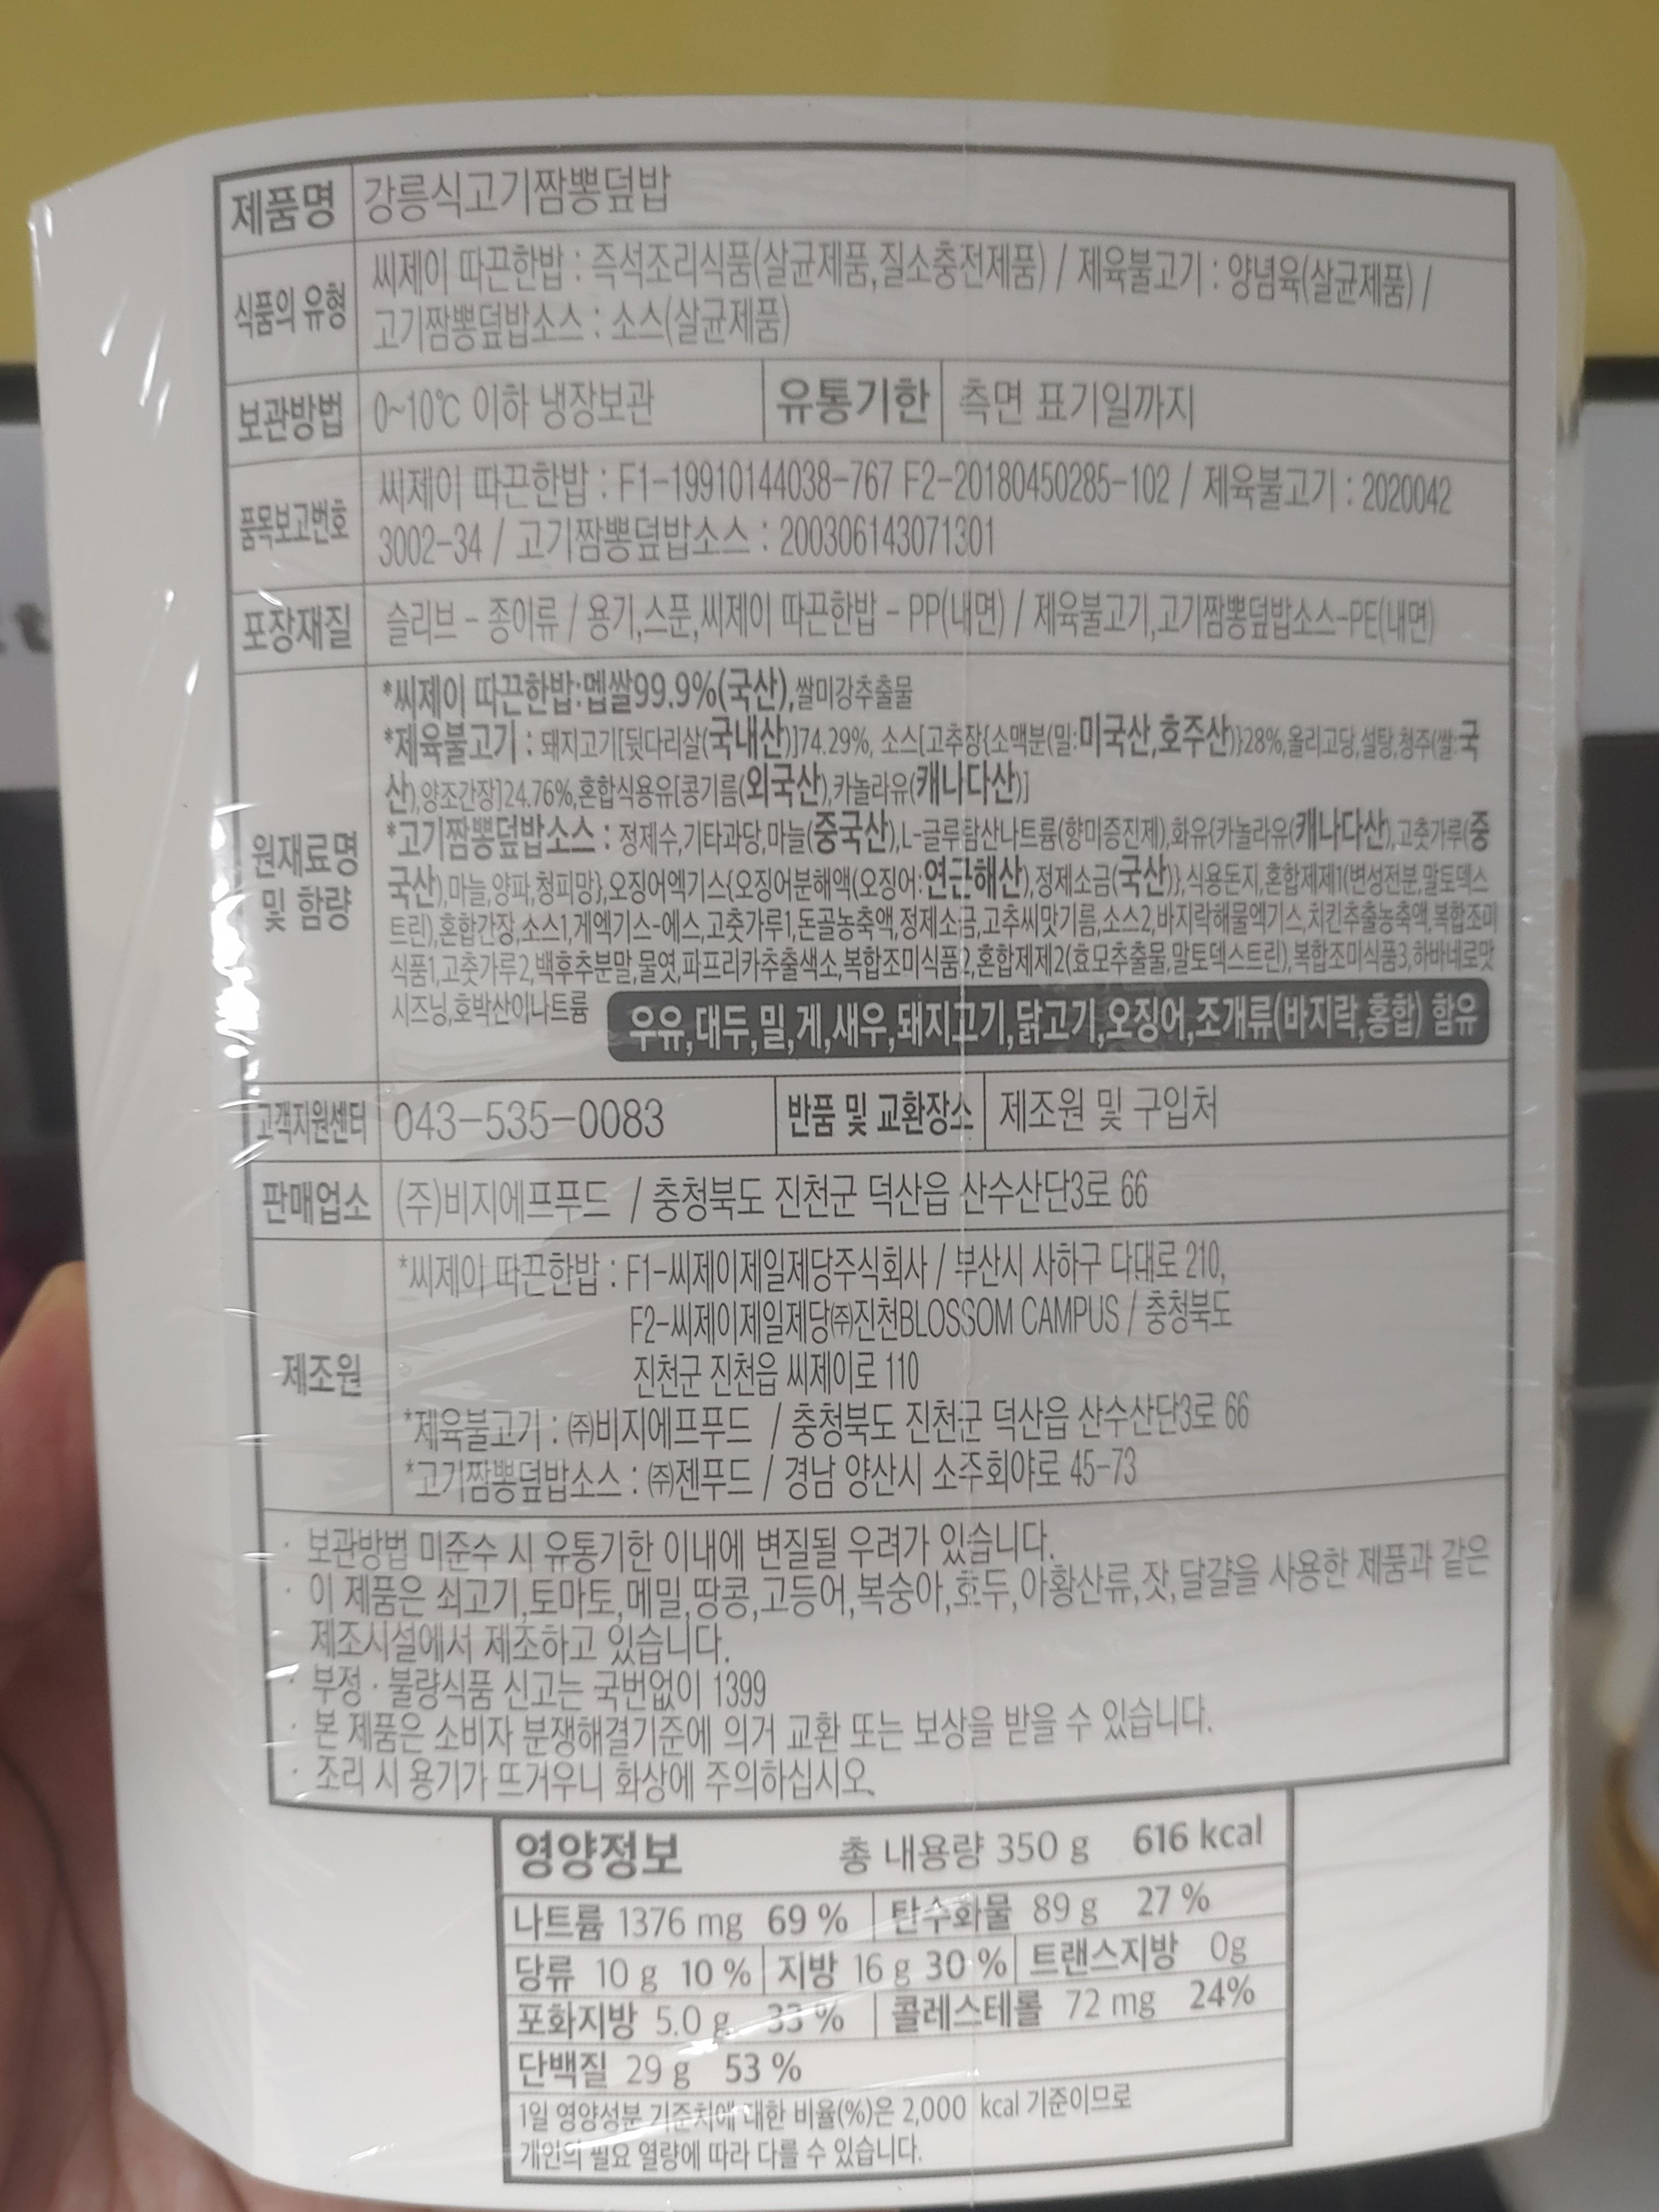 제품명 강릉식고기짬뽕덮밥
식품의 유형 씨제이 따끈한밥 : 즉석조리식품(살균제품,질소충전제품) / 제육불고기 : 양념육(살균제품) /
고기짬뽕덮밥소스 : 소스(살균제품)
보관방법 0~10℃ 이하 냉장보관 유통기한 측면 표기일까지
품목보고번호 씨제이 따끈한밥 : F1-19910144038-767 F2-20180450285-102 / 제육불고기 : 2020042
3002-34 / 고기짬뽕덮밥소스 : 200306143071301
포장재질 슬리브 - 종이류 / 용기,스푼,씨제이 따끈한밥 - PP(내면) / 제육불고기,고기짬뽕덮밥소스-PE(내면)
원재료명 및 함량
*씨제이 따끈한밥:멥쌀99.9%(국산),쌀미강추출물
*제육불고기 : 돼지고기[뒷다리살(국내산)]74.29%, 소스[고추장{소맥분(밀:미국산,호주산)}28%,올리고당,설탕,청주(쌀:국
산),양조간장]24.76%,혼합식용유[콩기름(외국산),카놀라유(캐나다산)]
*고기짬뽕덮밥소스 : 정제수,기타과당,마늘(중국산),L-글루탐산나트륨(향미증진제),화유{카놀라유(캐나다산),고춧가루(중
국산),마늘,양파,청피망},오징어엑기스{오징어분해액(오징어:연근해산),정제소금(국산)},식용돈지,혼합제제1(변성전분,말토덱스
트린),혼합간장,소스1,게엑기스-에스,고춧가루1,돈골농축액,정제소금,고추씨맛기름,소스2,바지락해물엑기스,치킨추출농축액,복합조미
식품1,고춧가루2,백후추분말,물엿,파프리카추출색소,복합조미식품2,혼합제제2(효모추출물,말토덱스트린),복합조미식품3,하바네로맛
시즈닝,호박산이나트륨 우유,대두,밀,게,새우,돼지고기,닭고기,오징어,조개류(바지락,홍합) 함유
고객지원센터 043-535-0083 반품 및 교환장소 제조원 및 구입처
판매업소 (주)비지에프푸드 / 충청북도 진천군 덕산읍 산수산단3로 66
제조원
*씨제이 따끈한밥 : F1-씨제이제일제당주식회사 / 부산시 사하구 다대로 210,
F2-씨제이제일제당㈜진천BLOSSOM CAMPUS / 충청북도
진천군 진천읍 씨제이로 110
*제육불고기 : ㈜비지에프푸드 / 충청북도 진천군 덕산읍 산수산단3로 66
*고기짬뽕덮밥소스 : ㈜젠푸드 / 경남 양산시 소주회야로 45-73
· 보관방법 미준수 시 유통기한 이내에 변질될 우려가 있습니다.
· 이 제품은 쇠고기,토마토,메밀,땅콩,고등어,복숭아,호두,아황산류,잣,달걀을 사용한 제품과 같은
제조시설에서 제조하고 있습니다.
· 부정 · 불량식품 신고는 국번없이 1399
· 본 제품은 소비자 분쟁해결기준에 의거 교환 또는 보상을 받을 수 있습니다.
· 조리 시 용기가 뜨거우니 화상에 주의하십시오.
영양정보 총 내용량 350 g 616 kcal
나트륨 1376 mg 69 % 탄수화물 89 g 27 %
당류 10 g 10 % 지방 16 g 30 % 트랜스지방 0g
포화지방 5.0 g 33 % 콜레스테롤 72 mg 24%
단백질 29 g 53 %
1일 영양성분 기준치에 대한 비율(%)은 2,000 kcal 기준이므로
개인의 필요 열량에 따라 다를 수 있습니다.